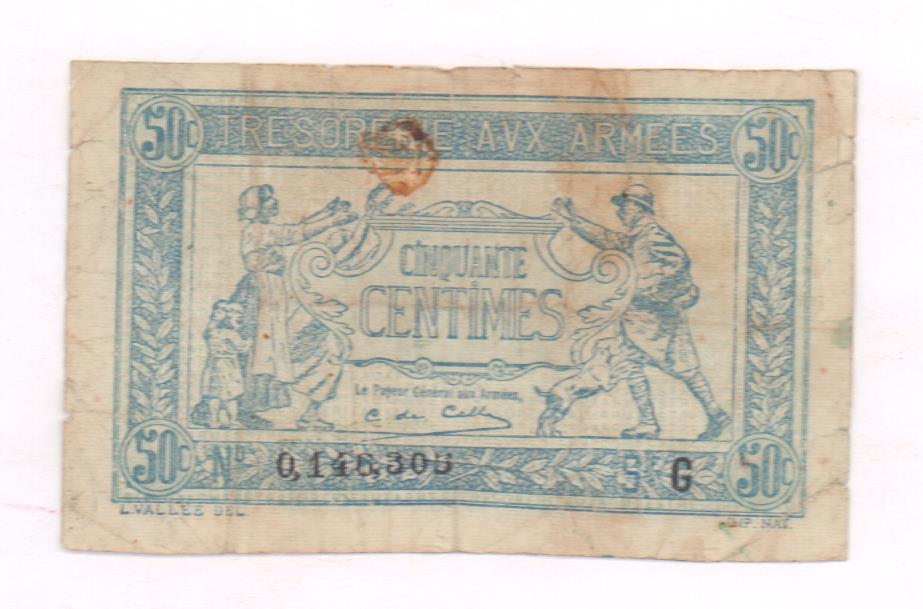 50c TRESORERIE AVX ARMEES 50c
CINQUANTE
CENTIMES
Le Payeur Général aux Armées,
50c No 0,146,305 S G 50c
L.VALLEE DEL IMP. NAT.